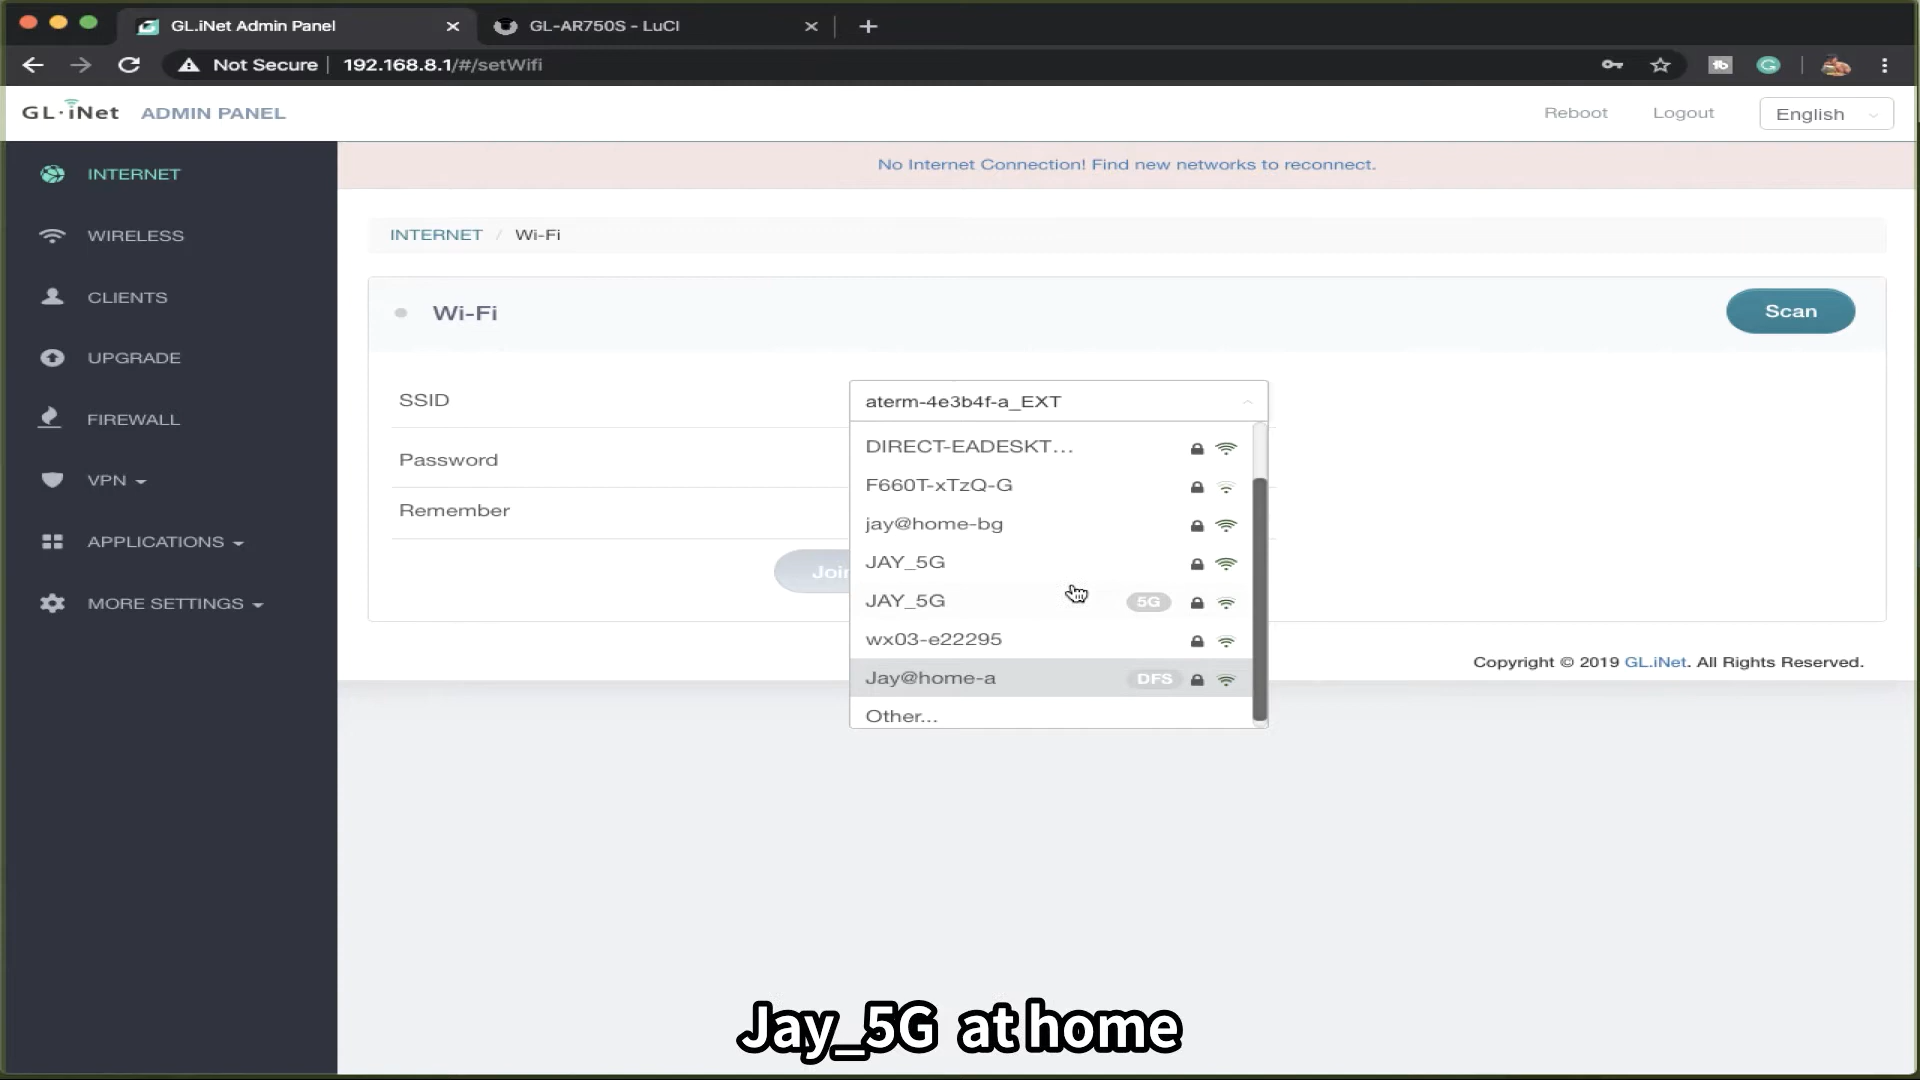 GL.iNet Admin Panel
GL-AR750S - LuCI
Not Secure
192.168.8.1/#/setWifi
GL·iNet ADMIN PANEL
Reboot
Logout
English
INTERNET
WIRELESS
CLIENTS
UPGRADE
FIREWALL
VPN
APPLICATIONS
MORE SETTINGS
No Internet Connection! Find new networks to reconnect.
INTERNET / Wi-Fi
Wi-Fi
Scan
SSID
aterm-4e3b4f-a_EXT
Password
Remember
Join
DIRECT-EADESKT...
F660T-xTzQ-G
jay@home-bg
JAY_5G
JAY_5G 5G
wx03-e22295
Jay@home-a DFS
Other...
Copyright © 2019 GL.iNet. All Rights Reserved.
Jay_5G at home